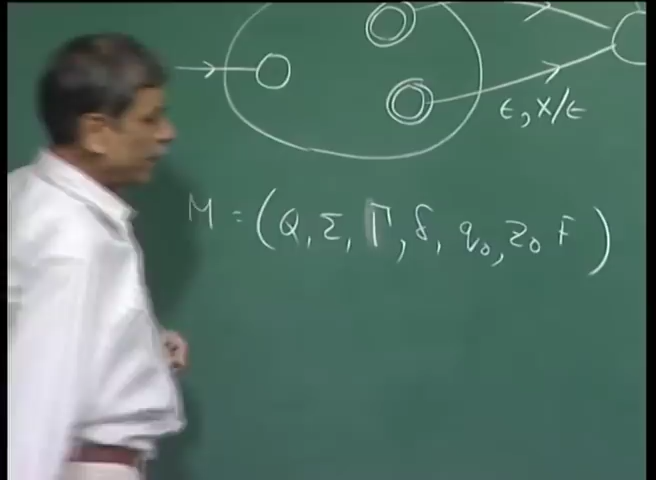 ϵ, X/ϵ
M = (Q, Σ, Γ, δ, q₀, z₀ F)